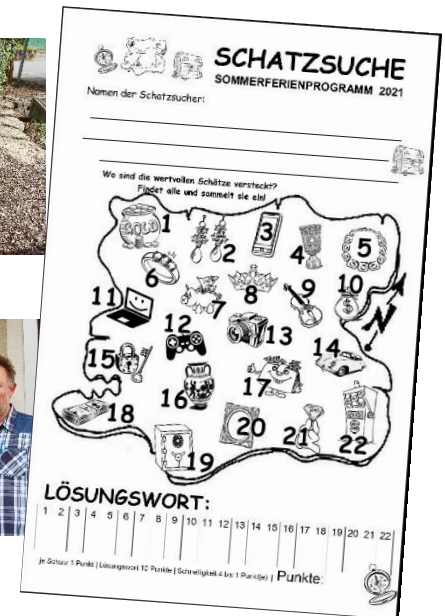 SCHATZSUCHE
SOMMERFERIENPROGRAMM 2021
Namen der Schatzsucher:
Wo sind die wertvollen Schätze versteckt?
Findet alle und sammelt sie ein!
GOLD 1 2 3 4 5
6 7 8 9 10
11 12 13 14
15 16 17
18 19 20 21 22
N
LÖSUNGSWORT:
1 2 3 4 5 6 7 8 9 10 11 12 13 14 15 16 17 18 19 20 21 22
je Schatz 1 Punkt | Lösungswort 10 Punkte | Schnelligkeit 4 bis 1 Punkt(e) | Punkte: